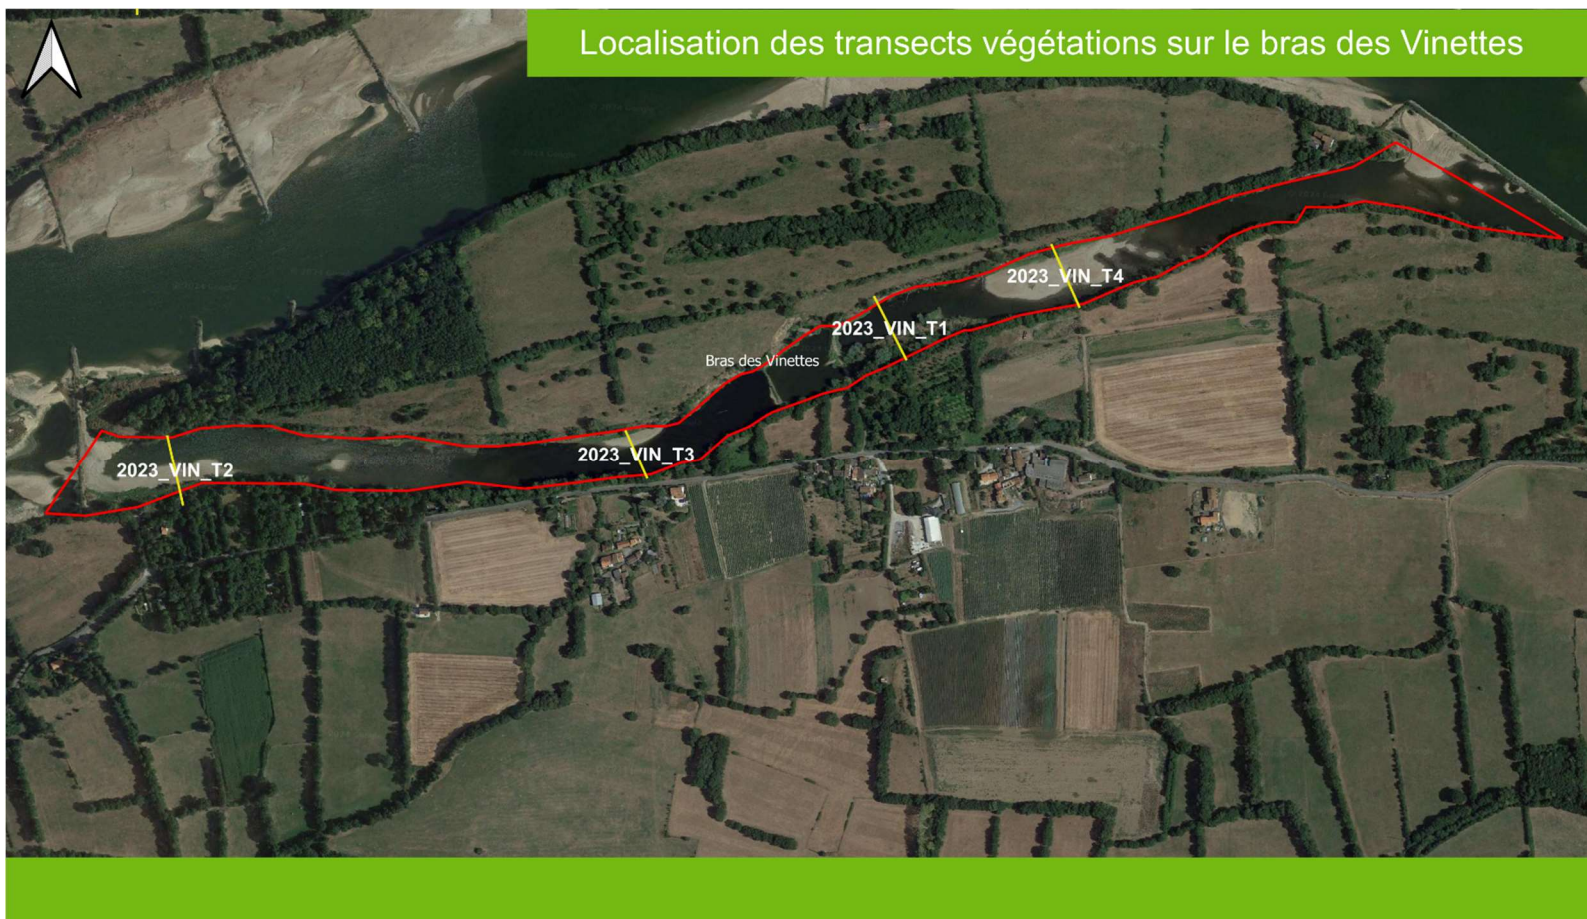 Localisation des transects végétations sur le bras des Vinettes
2023_VIN_T4
2023_VIN_T1
Bras des Vinettes
2023_VIN_T3
2023_VIN_T2